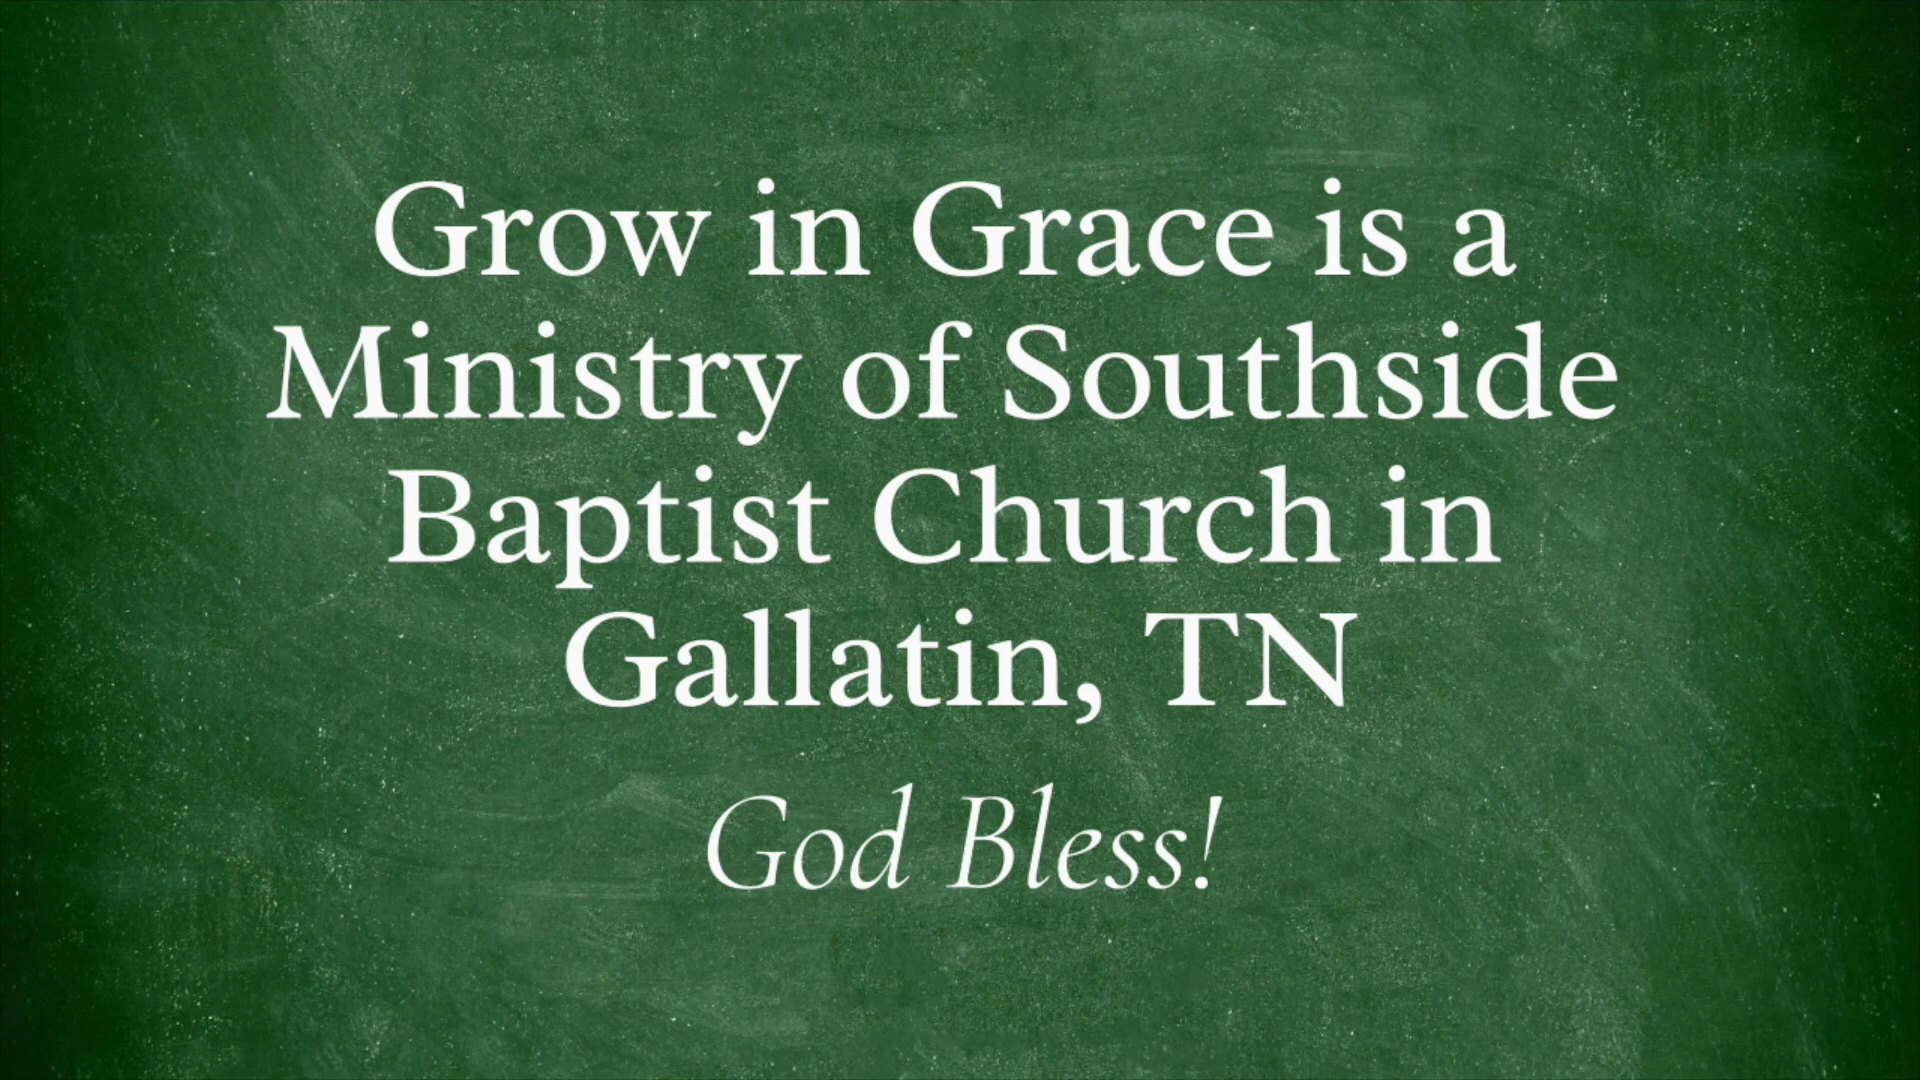 Grow in Grace is a
Ministry of Southside
Baptist Church in
Gallatin, TN
God Bless!